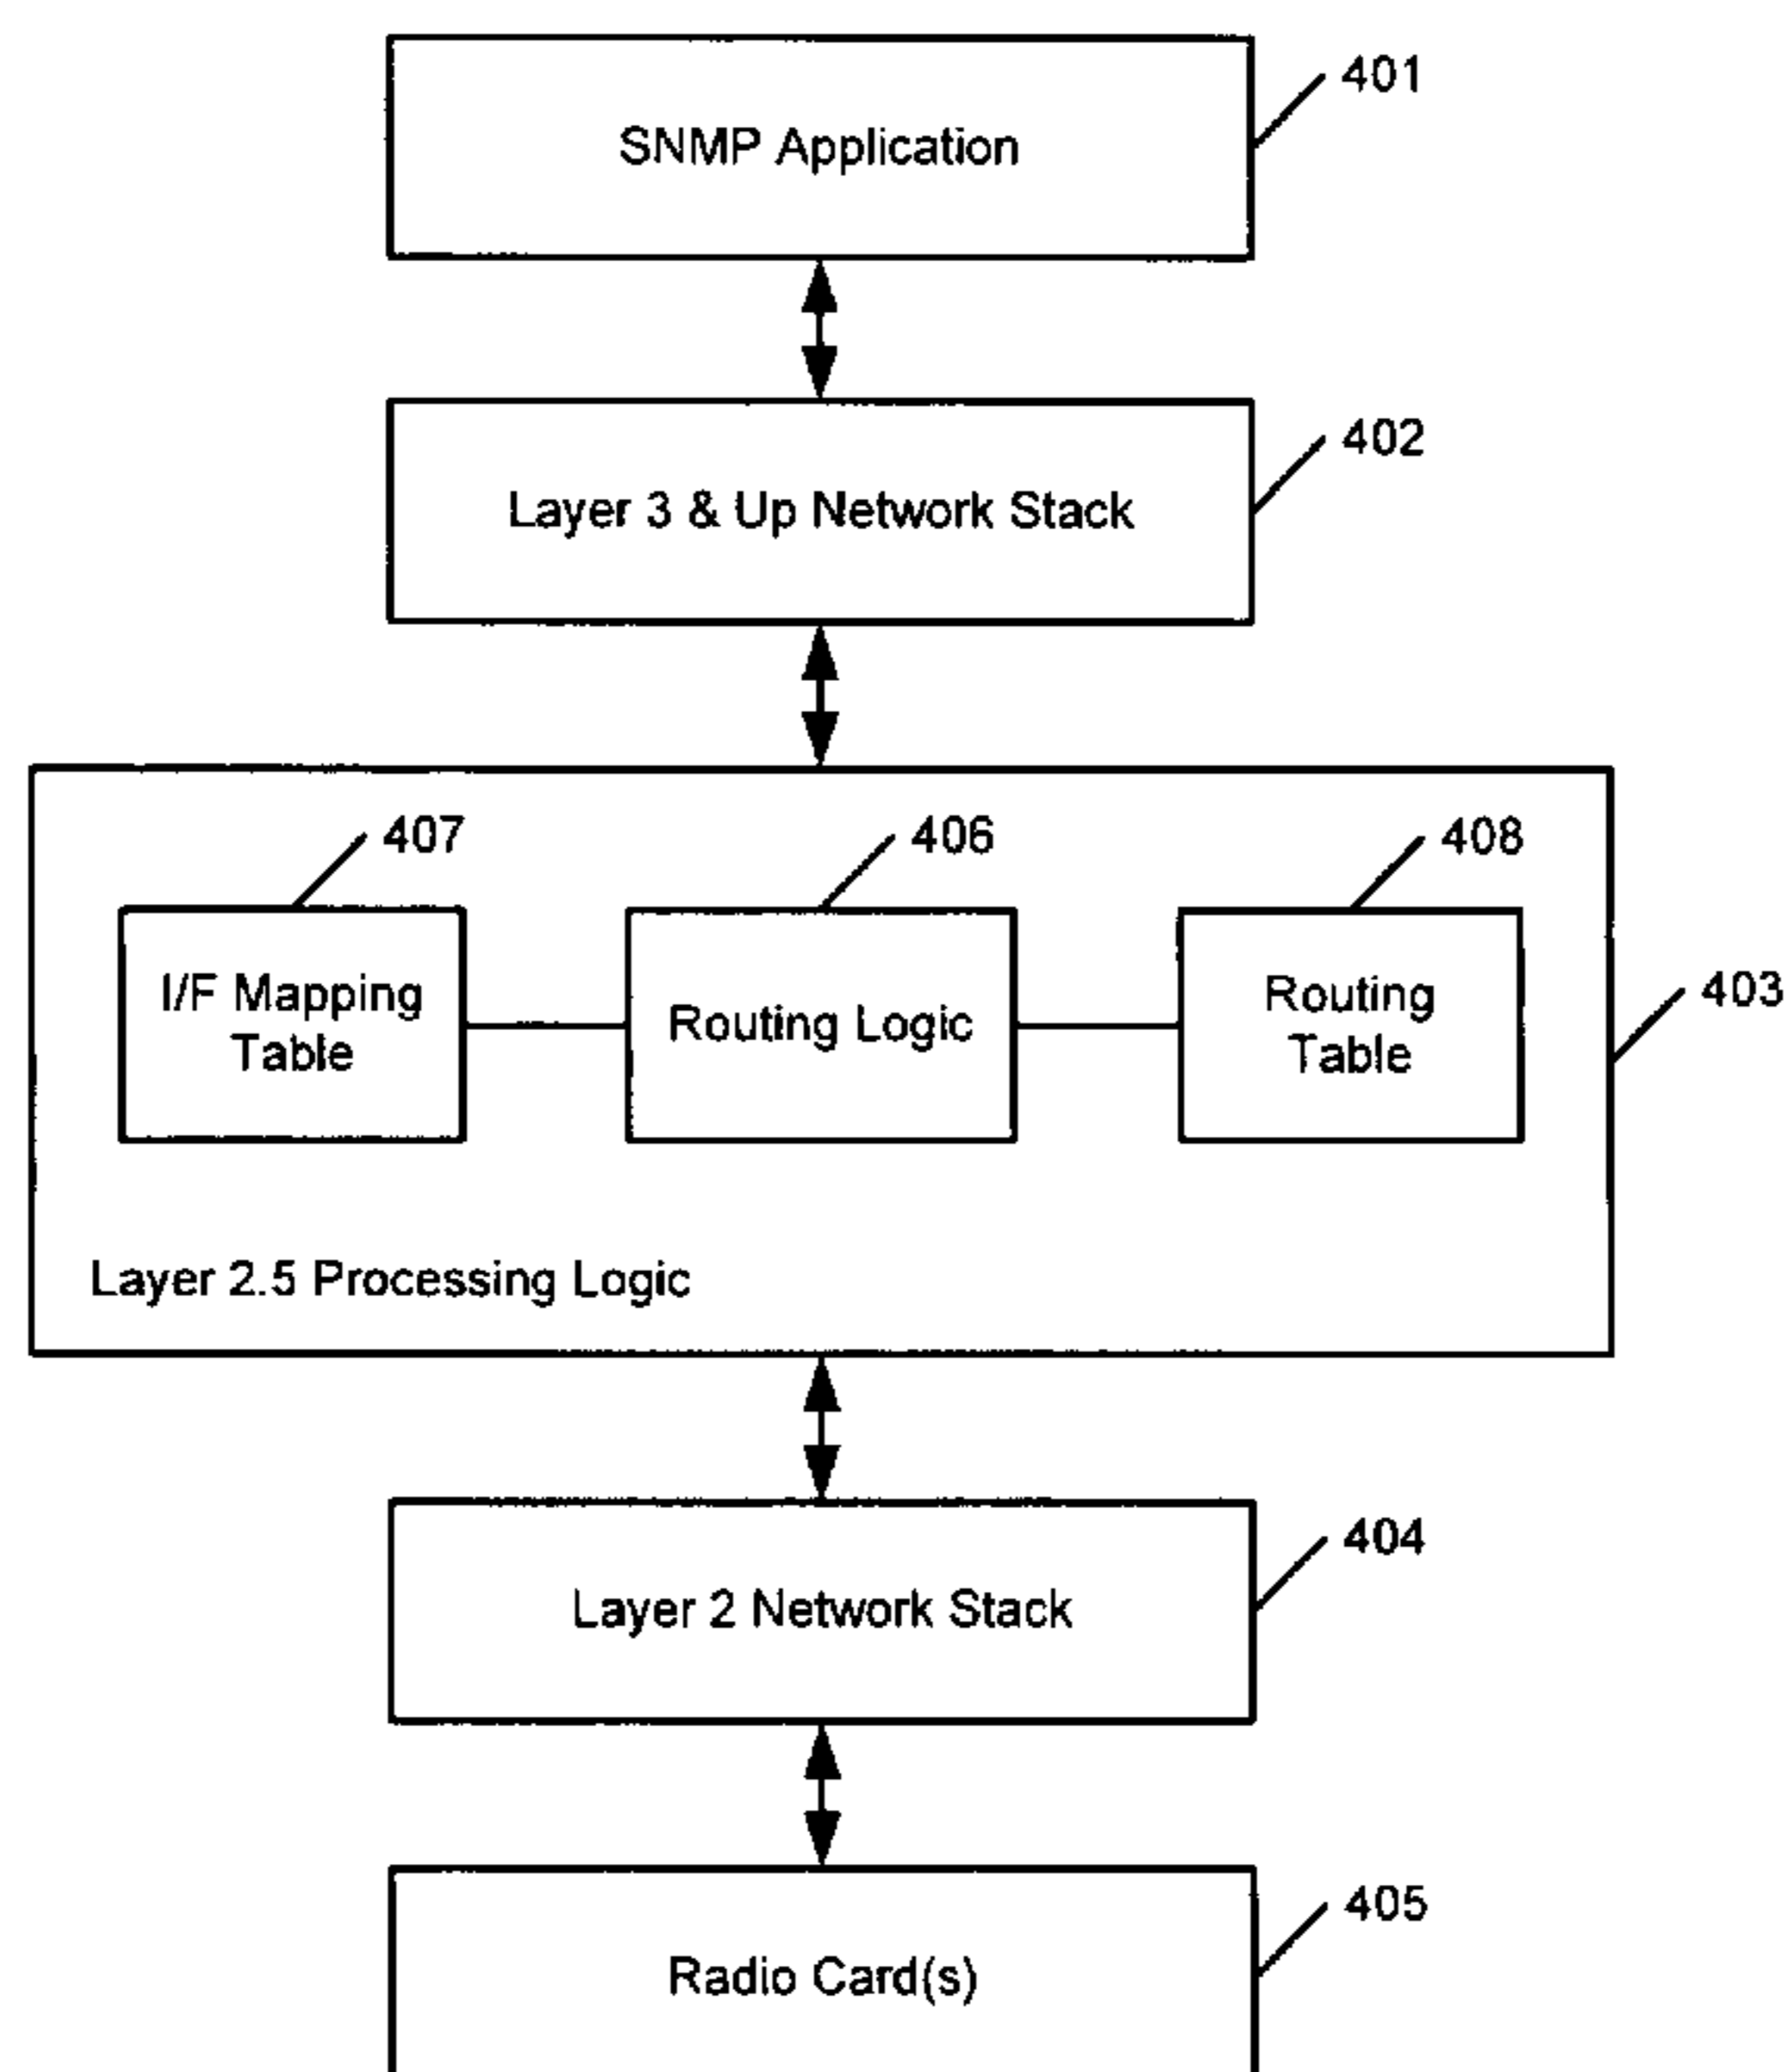 401
SNMP Application
402
Layer 3 & Up Network Stack
407
406
408
I/F Mapping
Table
Routing Logic
Routing
Table
403
Layer 2.5 Processing Logic
404
Layer 2 Network Stack
405
Radio Card(s)